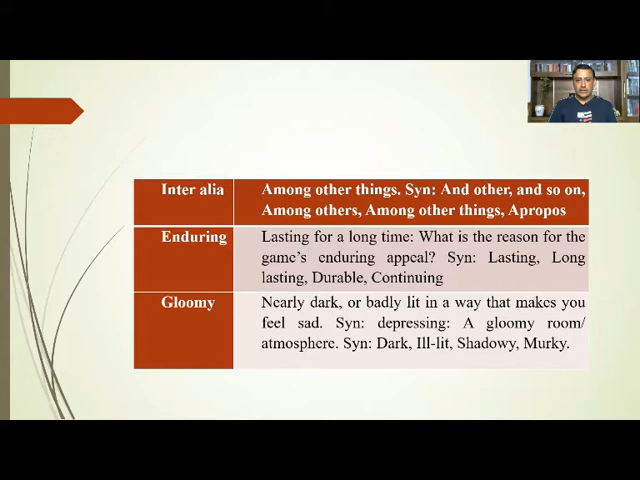 Inter alia
Among other things. Syn: And other, and so on,
Among others, Among other things, Apropos
Enduring
Lasting for a long time: What is the reason for the
game's enduring appeal? Syn: Lasting, Long
lasting, Durable, Continuing
Gloomy
Nearly dark, or badly lit in a way that makes you
feel sad. Syn: depressing: A gloomy room/
atmosphere. Syn: Dark, Ill-lit, Shadowy, Murky.